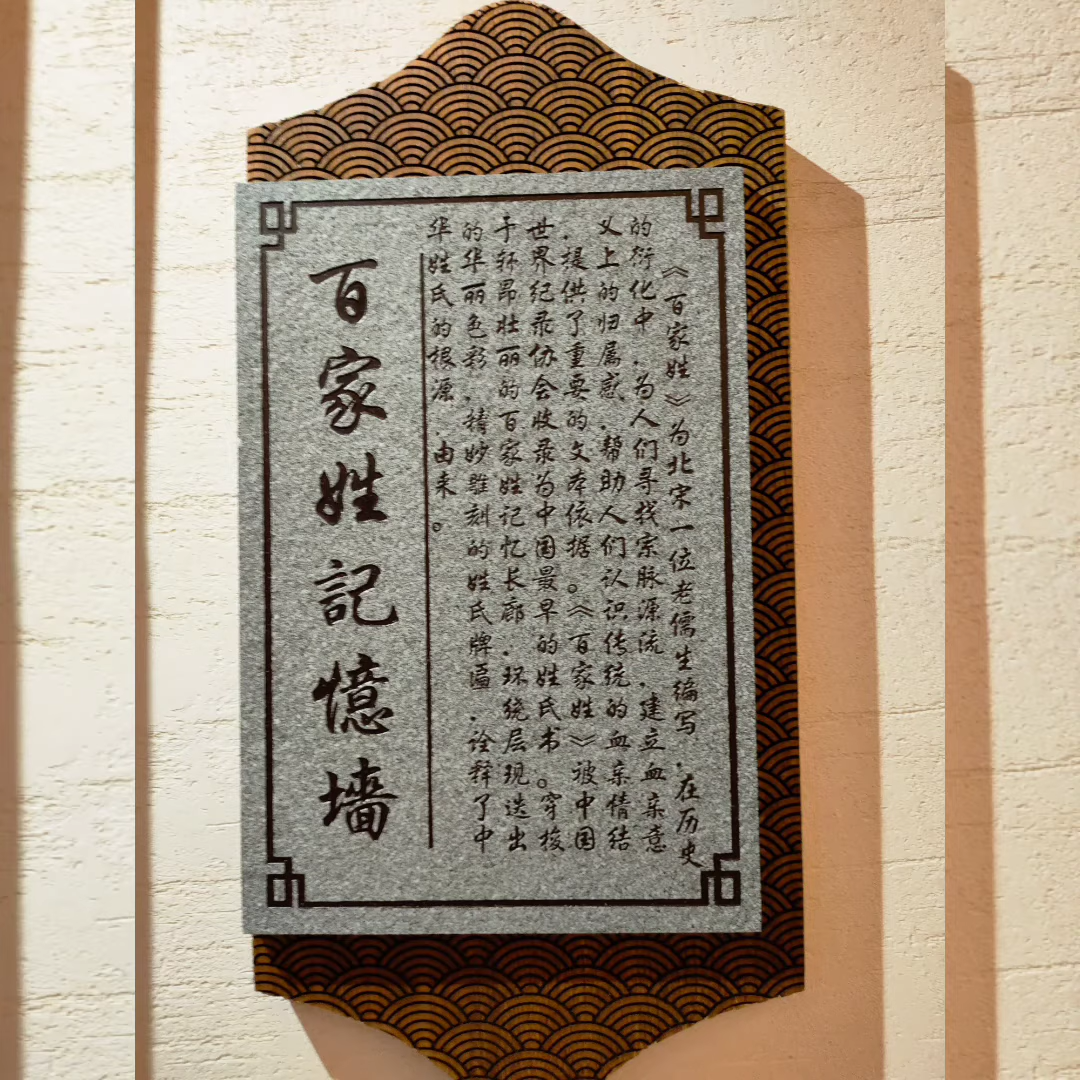 百家姓記憶墙
《百家姓》为北宋一位老儒生编写，在历史
的衍化中，为人们寻找宗脉源流，建立血亲意
义上的归属感，帮助人们认识传统的血亲情结
，提供了重要的文本依据。《百家姓》被中国
世界纪录协会收录为中国最早的姓氏书。穿梭
于轩昂壮丽的百家姓记忆长廊，环绕层现迭出
的华丽色彩，精妙雕刻的姓氏牌匾，诠释了中
华姓氏的根源，由来。